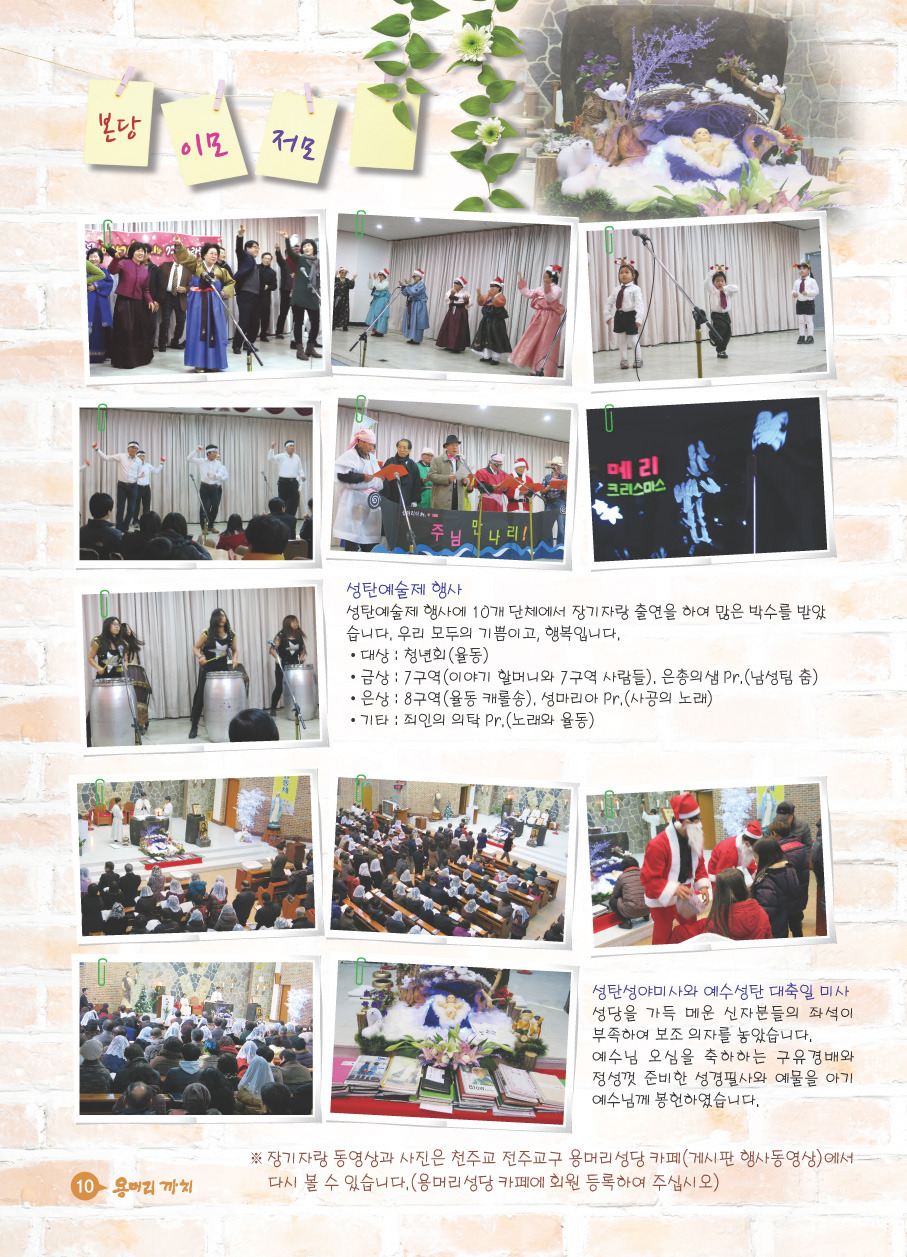 본당
이모
저모
메리
크리스마스
주님 만나리!
성탄예술제 행사
성탄예술제 행사에 10개 단체에서 장기자랑 출연을 하여 많은 박수를 받았
습니다. 우리 모두의 기쁨이고, 행복입니다.
• 대상 : 청년회(율동)
• 금상 : 7구역(이야기 할머니와 7구역 사람들), 은총의샘 Pr.(남성팀 춤)
• 은상 : 8구역(율동 캐롤송), 성마리아 Pr.(사공의 노래)
• 기타 : 죄인의 의탁 Pr.(노래와 율동)
성탄성야미사와 예수성탄 대축일 미사
성당을 가득 메운 신자분들의 좌석이
부족하여 보조 의자를 놓았습니다.
예수님 오심을 축하하는 구유경배와
정성껏 준비한 성경필사와 예물을 아기
예수님께 봉헌하였습니다.
※ 장기자랑 동영상과 사진은 천주교 전주교구 용머리성당 카페(게시판 행사동영상)에서
다시 볼 수 있습니다.(용머리성당 카페에 회원 등록하여 주십시오)
10 용머리 까치